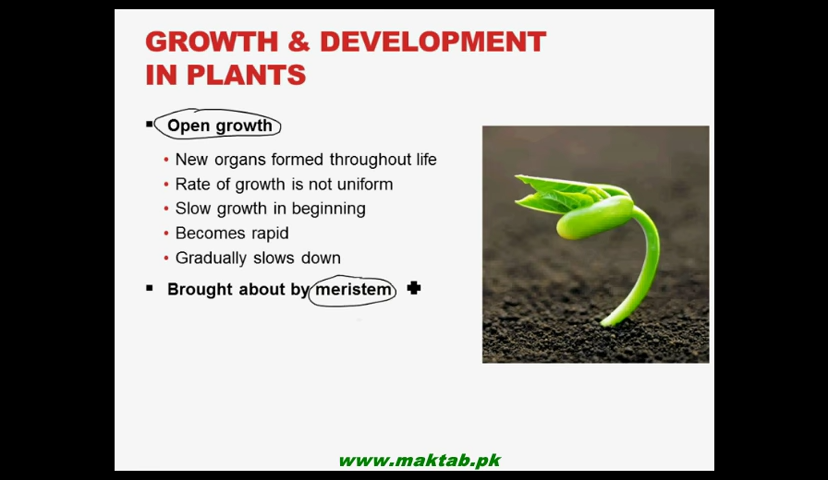 GROWTH & DEVELOPMENT
IN PLANTS
▪ Open growth
• New organs formed throughout life
• Rate of growth is not uniform
• Slow growth in beginning
• Becomes rapid
• Gradually slows down
▪ Brought about by meristem
www.maktab.pk